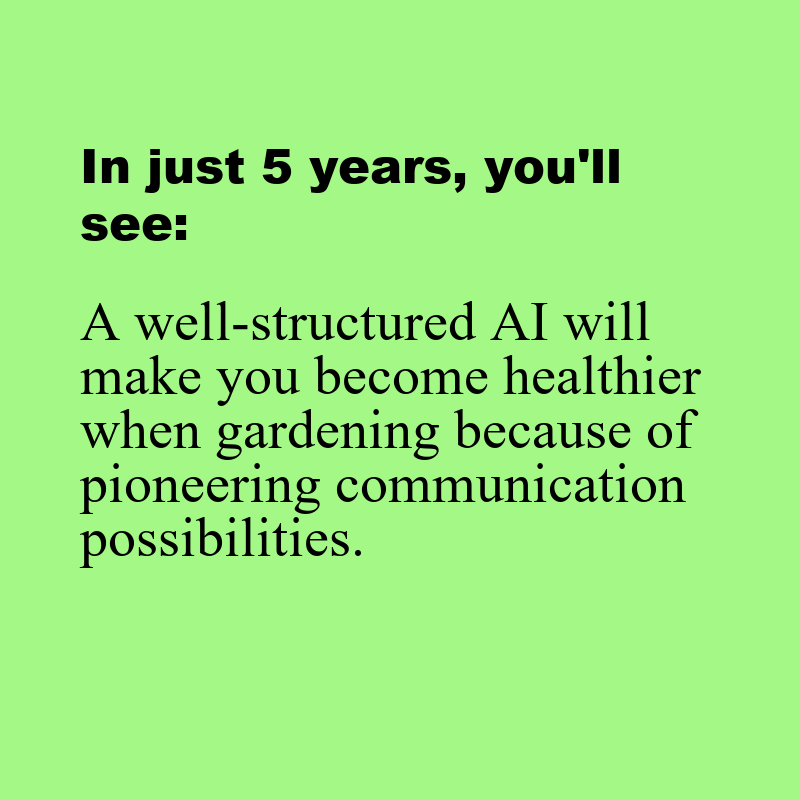 In just 5 years, you'll
see:
A well-structured AI will
make you become healthier
when gardening because of
pioneering communication
possibilities.